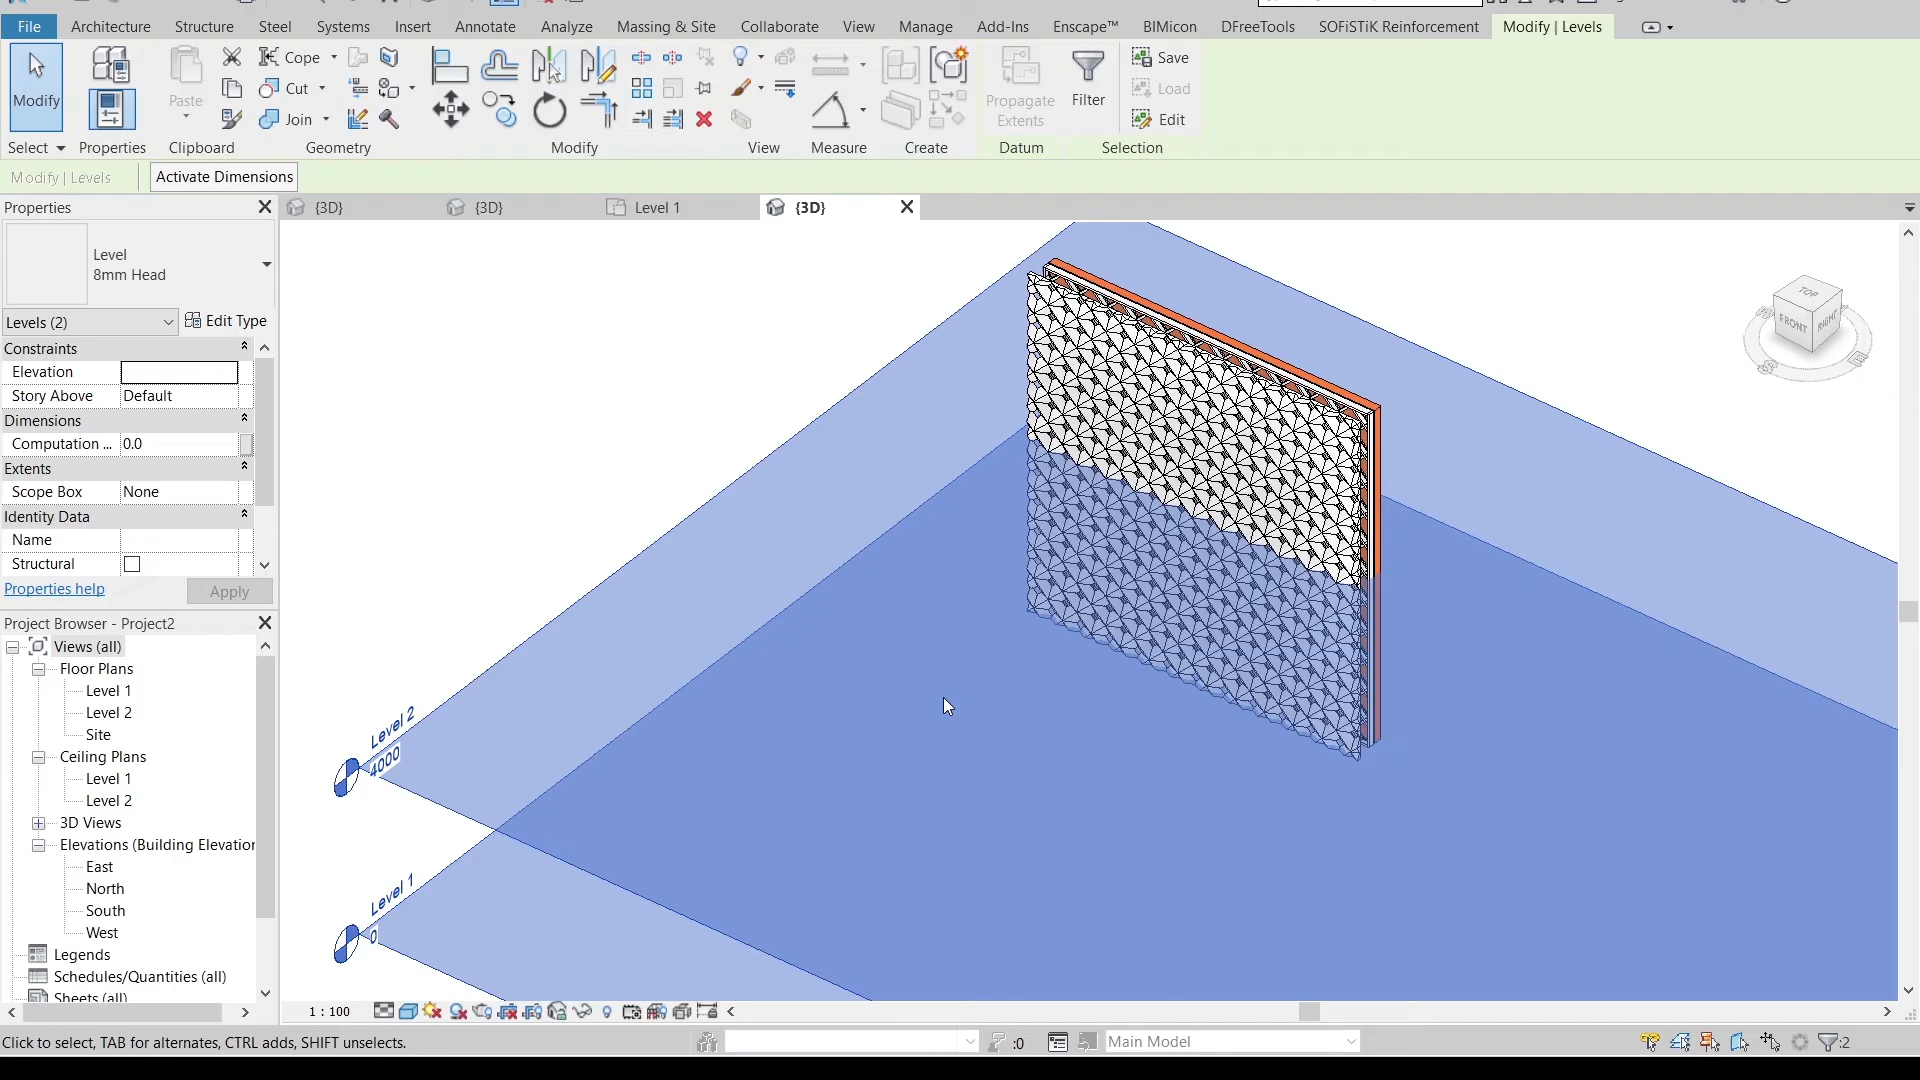 File Architecture Structure Steel Systems Insert Annotate Analyze Massing & Site Collaborate View Manage Add-Ins Enscape™ BIMicon DFreeTools SOFiSTiK Reinforcement Modify | Levels
Modify
Paste
Cope
Cut
Join
Propagate
Extents
Filter
Save
Load
Edit
Select Properties Clipboard Geometry Modify View Measure Create Datum Selection
Modify | Levels Activate Dimensions
Properties
{3D} {3D} Level 1 {3D}
Level
8mm Head
Levels (2) Edit Type
Constraints
Elevation
Story Above Default
Dimensions
Computation ... 0.0
Extents
Scope Box None
Identity Data
Name
Structural
Properties help Apply
Project Browser - Project2
Views (all)
Floor Plans
Level 1
Level 2
Site
Ceiling Plans
Level 1
Level 2
3D Views
Elevations (Building Elevation
East
North
South
West
Legends
Schedules/Quantities (all)
Sheets (all)
Level 2
4000
Level 1
0
TOP
FRONT RIGHT
S E
1 : 100
Click to select, TAB for alternates, CTRL adds, SHIFT unselects.
:0 Main Model :2